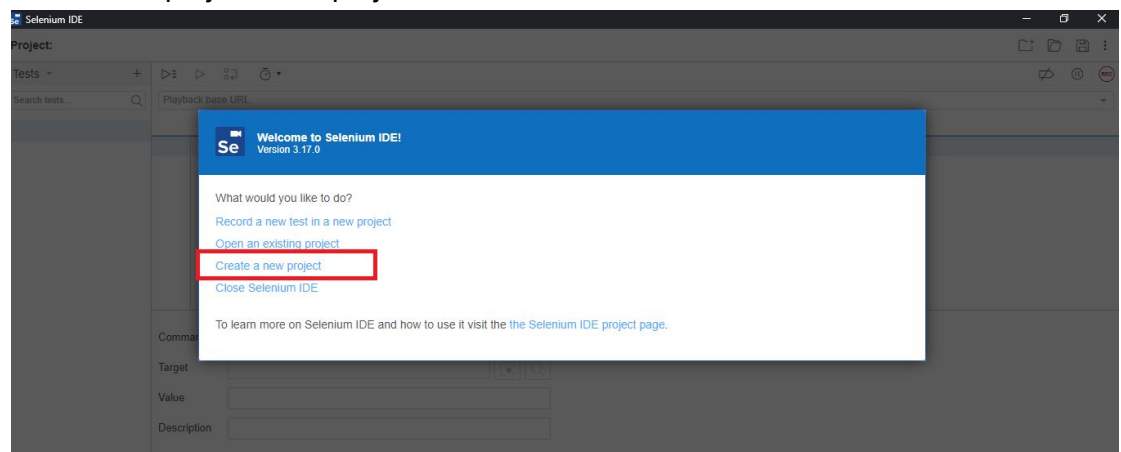 Selenium IDE
Project:
Tests
Search tests...
Playback base URL
REC
Se
Welcome to Selenium IDE!
Version 3.17.0
What would you like to do?
Record a new test in a new project
Open an existing project
Create a new project
Close Selenium IDE
To learn more on Selenium IDE and how to use it visit the the Selenium IDE project page.
Target
Value
Description